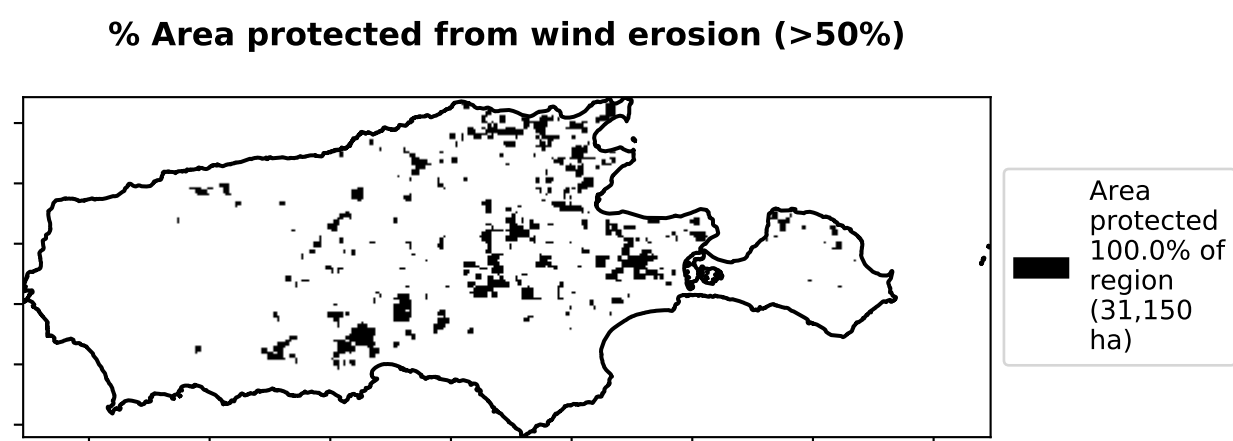 % Area protected from wind erosion (>50%)
Area
protected
100.0% of
region
(31,150
ha)